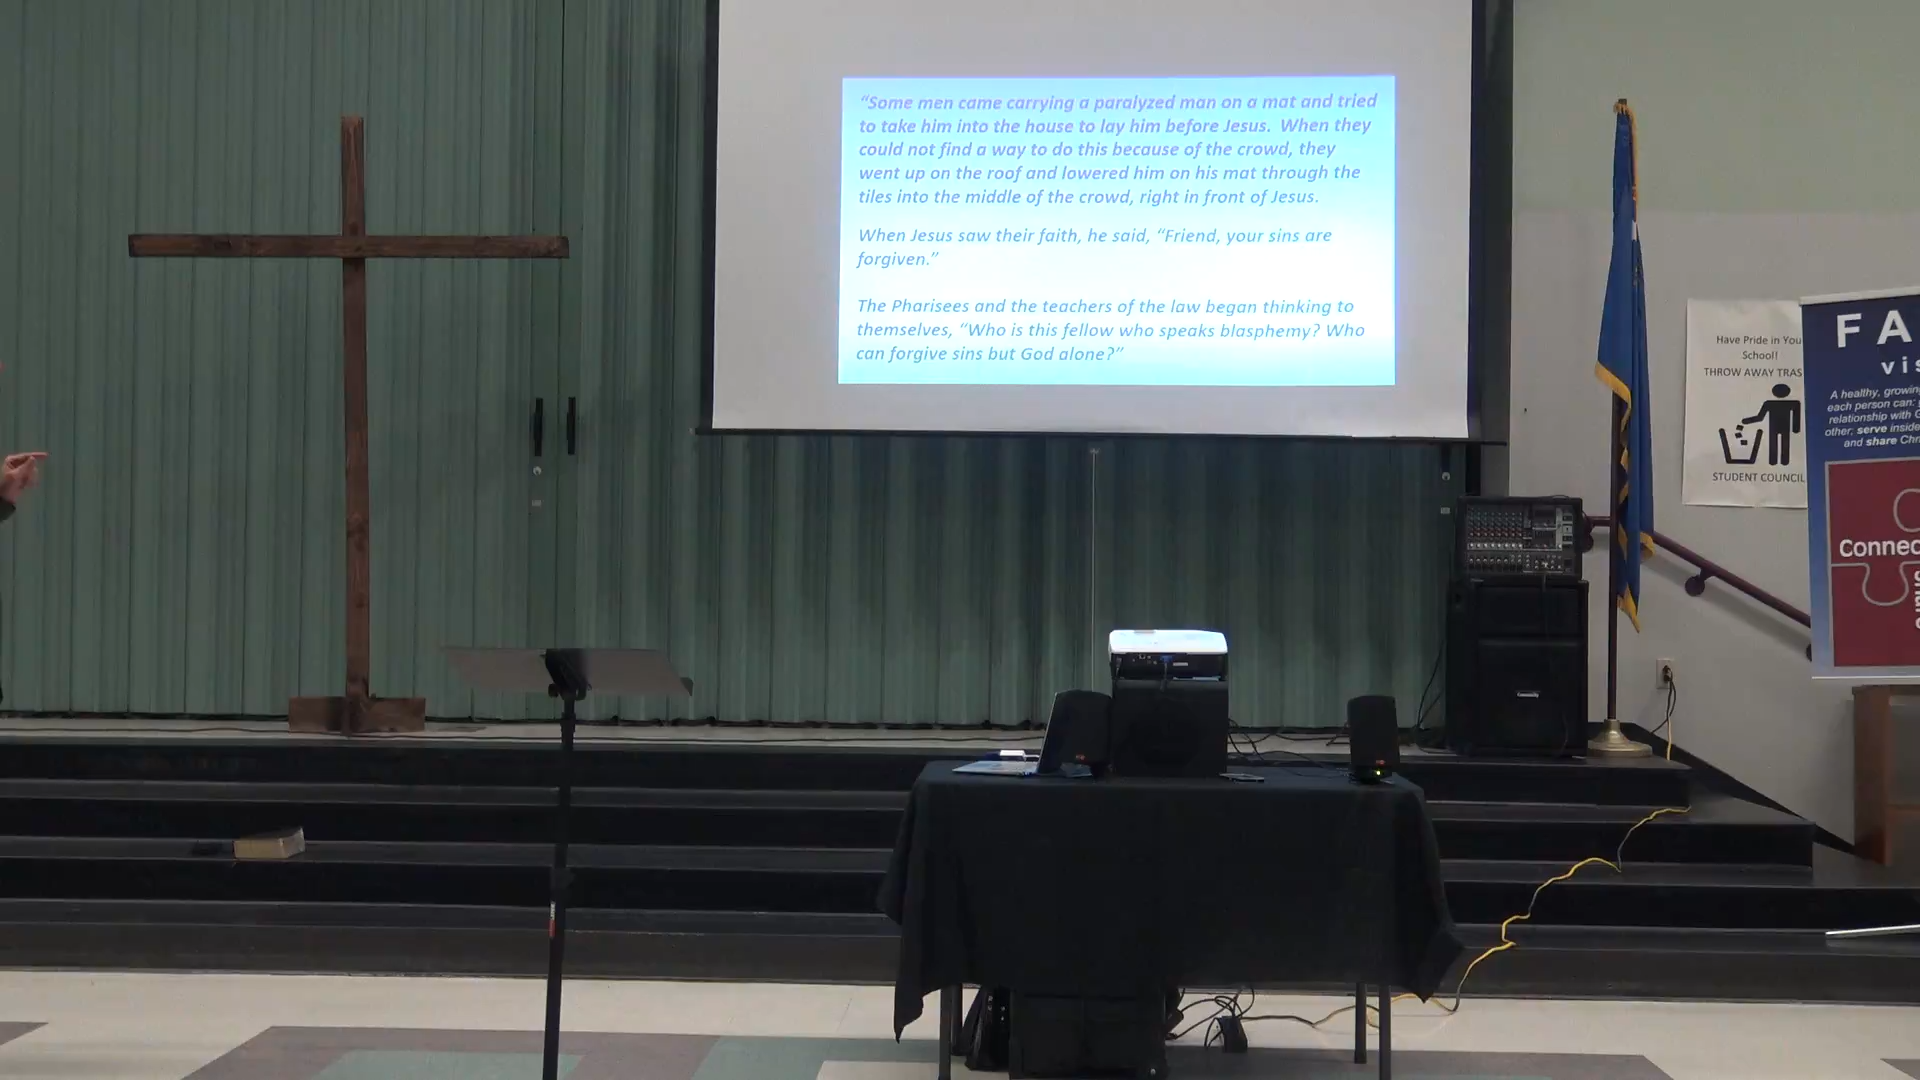 “Some men came carrying a paralyzed man on a mat and tried
to take him into the house to lay him before Jesus. When they
could not find a way to do this because of the crowd, they
went up on the roof and lowered him on his mat through the
tiles into the middle of the crowd, right in front of Jesus.
When Jesus saw their faith, he said, “Friend, your sins are
forgiven.”
The Pharisees and the teachers of the law began thinking to
themselves, “Who is this fellow who speaks blasphemy? Who
can forgive sins but God alone?”
Have Pride in You
School!
THROW AWAY TRAS
STUDENT COUNCIL
FA
vis
A healthy, growin
each person can:
relationship with G
other; serve inside
and share Chr
Connec